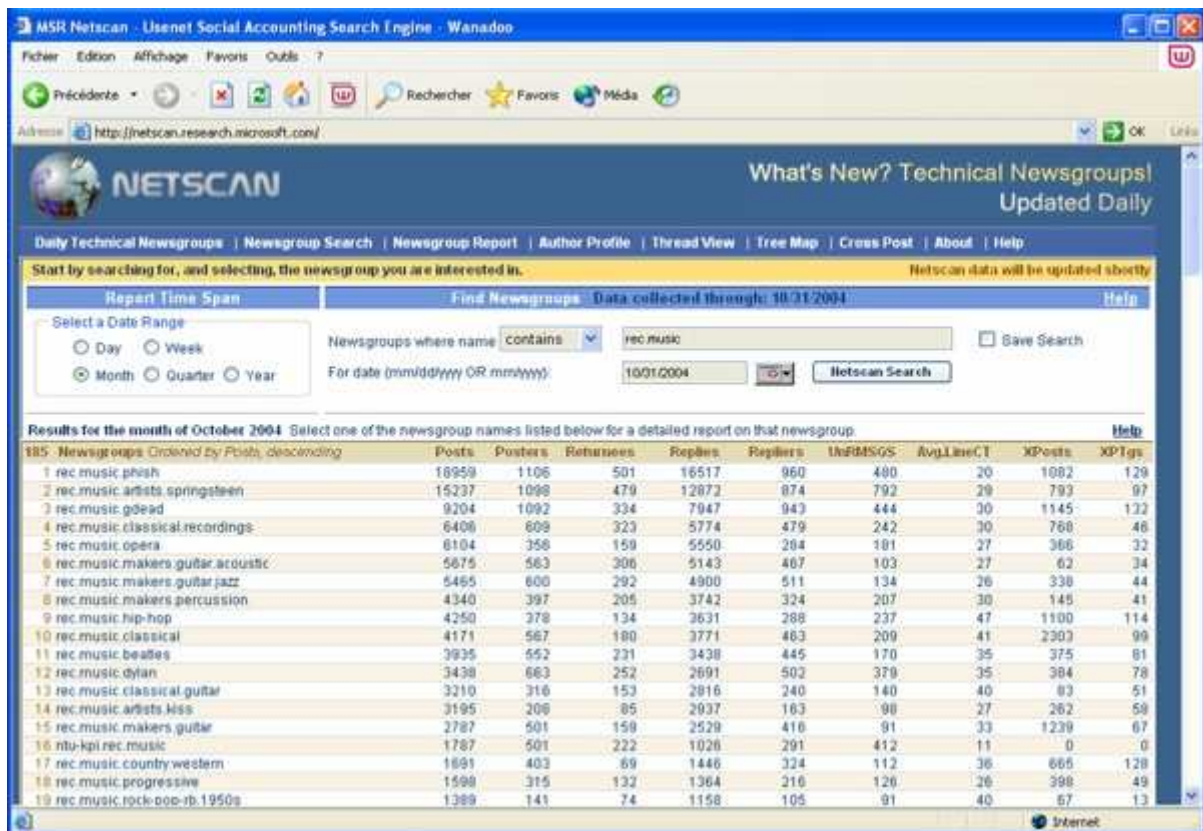 MSR Netscan - Usenet Social Accounting Search Engine - Wanadoo
Fichier Edition Affichage Favoris Outils ?
Précédente Rechercher Favoris Média
Adresse http://netscan.research.microsoft.com/ OK Links
NETSCAN
What's New? Technical Newsgroups!
Updated Daily
Daily Technical Newsgroups | Newsgroup Search | Newsgroup Report | Author Profile | Thread View | Tree Map | Cross Post | About | Help
Start by searching for, and selecting, the newsgroup you are interested in. Netscan data will be updated shortly
Report Time Span Find Newsgroups Data collected through: 10/31/2004 Help
Select a Date Range
Day Week
Month Quarter Year
Newsgroups where name contains rec.music Save Search
For date (mm/dd/yyyy OR mm/yyyy): 10/31/2004 Netscan Search
Results for the month of October 2004 Select one of the newsgroup names listed below for a detailed report on that newsgroup. Help
185 Newsgroups Ordered by Posts, descending Posts Posters Returnees Replies Repliers UnRMSGS Avg.LineCT XPosts XPTgs
1 rec.music.phish 18959 1106 501 16517 960 480 20 1082 129
2 rec.music.artists.springsteen 15237 1098 479 12872 874 792 29 793 97
3 rec.music.gdead 9204 1092 334 7947 943 444 30 1145 132
4 rec.music.classical.recordings 6406 609 323 5774 479 242 30 768 46
5 rec.music.opera 6104 356 159 5550 284 181 27 366 32
6 rec.music.makers.guitar.acoustic 5675 563 306 5143 467 103 27 62 34
7 rec.music.makers.guitar.jazz 5465 600 292 4900 511 134 26 338 44
8 rec.music.makers.percussion 4340 397 205 3742 324 207 30 145 41
9 rec.music.hip-hop 4250 378 134 3631 288 237 47 1100 114
10 rec.music.classical 4171 567 180 3771 463 209 41 2303 99
11 rec.music.beatles 3935 552 231 3438 445 170 35 375 81
12 rec.music.dylan 3438 663 252 2691 502 379 35 384 78
13 rec.music.classical.guitar 3210 316 153 2816 240 140 40 83 51
14 rec.music.artists.kiss 3195 206 85 2937 163 98 27 262 58
15 rec.music.makers.guitar 2787 501 159 2529 416 91 33 1239 67
16 ntu-kpi.rec.music 1787 501 222 1026 291 412 11 0 0
17 rec.music.country.western 1691 403 69 1446 324 112 36 665 128
18 rec.music.progressive 1598 315 132 1364 216 126 26 398 49
19 rec.music.rock-pop-rb.1950s 1389 141 74 1158 105 91 40 67 13
Internet